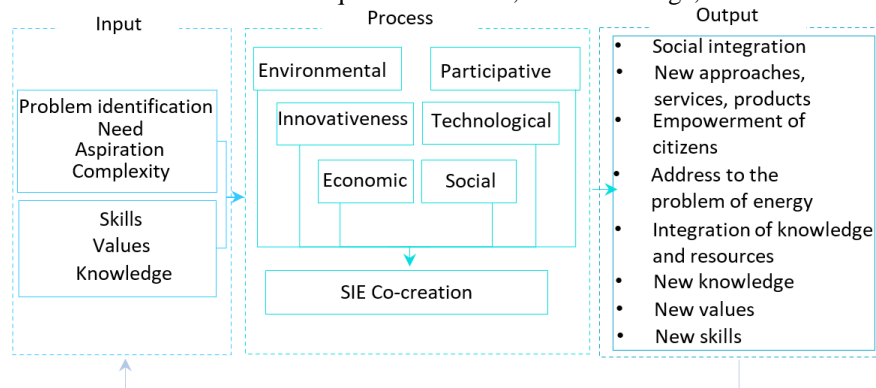 Input
Process
Output
Problem identification
Need
Aspiration
Complexity
Skills
Values
Knowledge
Environmental
Participative
Innovativeness
Technological
Economic
Social
SIE Co-creation
• Social integration
• New approaches,
services, products
• Empowerment of
citizens
• Address to the
problem of energy
• Integration of knowledge
and resources
• New knowledge
• New values
• New skills